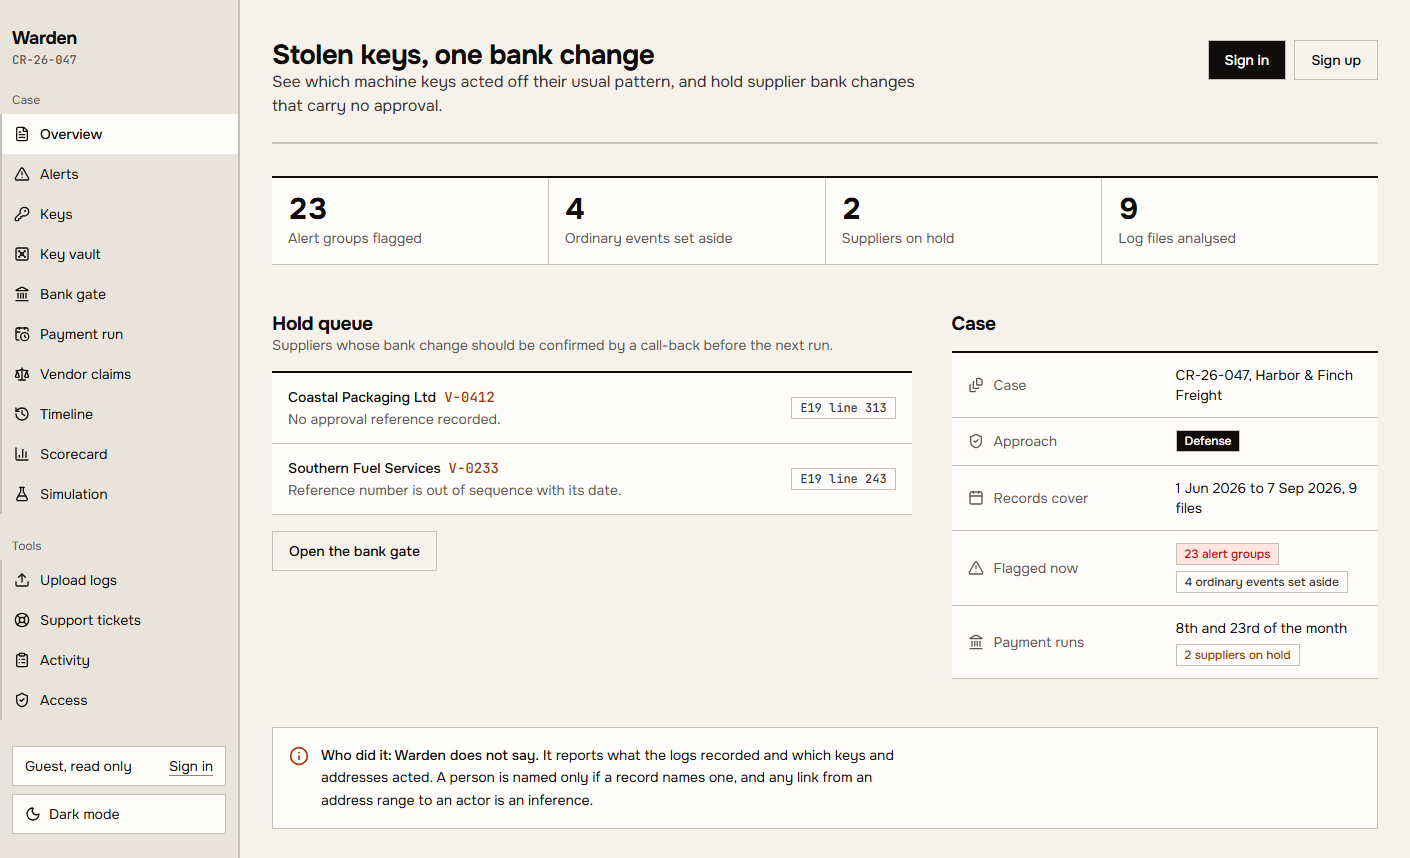 Warden
CR-26-047
Case
Overview
Alerts
Keys
Key vault
Bank gate
Payment run
Vendor claims
Timeline
Scorecard
Simulation
Tools
Upload logs
Support tickets
Activity
Access
Guest, read only Sign in
Dark mode
Stolen keys, one bank change
See which machine keys acted off their usual pattern, and hold supplier bank changes
that carry no approval.
Sign in Sign up
23
Alert groups flagged
4
Ordinary events set aside
2
Suppliers on hold
9
Log files analysed
Hold queue
Suppliers whose bank change should be confirmed by a call-back before the next run.
Coastal Packaging Ltd V-0412
No approval reference recorded.
E19 line 313
Southern Fuel Services V-0233
Reference number is out of sequence with its date.
E19 line 243
Open the bank gate
Case
Case
CR-26-047, Harbor & Finch
Freight
Approach
Defense
Records cover
1 Jun 2026 to 7 Sep 2026, 9
files
Flagged now
23 alert groups
4 ordinary events set aside
Payment runs
8th and 23rd of the month
2 suppliers on hold
Who did it: Warden does not say. It reports what the logs recorded and which keys and
addresses acted. A person is named only if a record names one, and any link from an
address range to an actor is an inference.